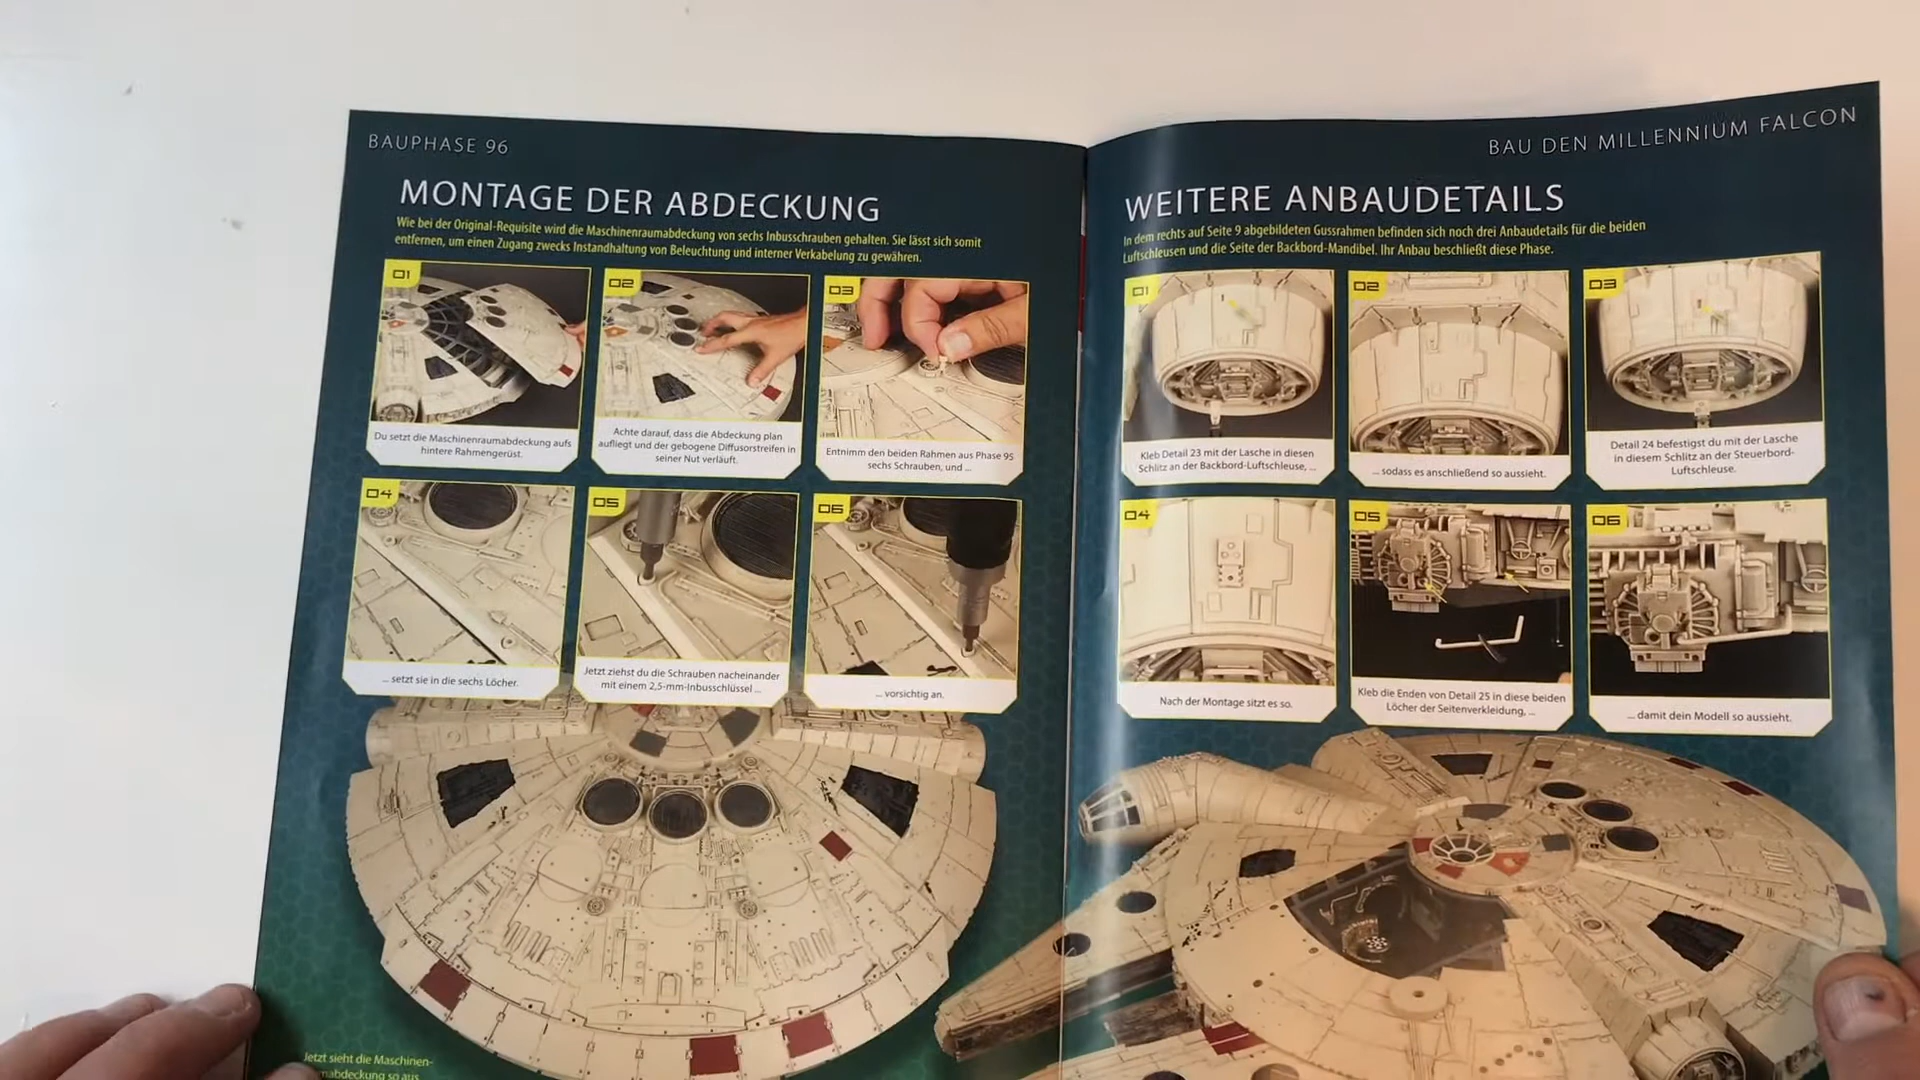 BAUPHASE 96
MONTAGE DER ABDECKUNG
Wie bei der Original-Requisite wird die Maschinenraumabdeckung von sechs Inbusschrauben gehalten. Sie lässt sich somit
entfernen, um einen Zugang zwecks Instandhaltung von Beleuchtung und interner Verkabelung zu gewähren.
01
Du setzt die Maschinenraumabdeckung aufs
hintere Rahmengerüst.
02
Achte darauf, dass die Abdeckung plan
aufliegt und der gebogene Diffusorstreifen in
seiner Nut verläuft.
03
Entnimm den beiden Rahmen aus Phase 95
sechs Schrauben, und ...
04
... setzt sie in die sechs Löcher.
05
Jetzt ziehst du die Schrauben nacheinander
mit einem 2,5-mm-Inbusschlüssel ...
06
... vorsichtig an.
Jetzt sieht die Maschinen-
mabdeckung so aus
BAU DEN MILLENNIUM FALCON
WEITERE ANBAUDETAILS
In dem rechts auf Seite 9 abgebildeten Gussrahmen befinden sich noch drei Anbaudetails für die beiden
Luftschleusen und die Seite der Backbord-Mandibel. Ihr Anbau beschließt diese Phase.
01
Kleb Detail 23 mit der Lasche in diesen
Schlitz an der Backbord-Luftschleuse, ...
02
... sodass es anschließend so aussieht.
03
Detail 24 befestigst du mit der Lasche
in diesem Schlitz an der Steuerbord-
Luftschleuse.
04
Nach der Montage sitzt es so.
05
Kleb die Enden von Detail 25 in diese beiden
Löcher der Seitenverkleidung, ...
06
... damit dein Modell so aussieht.